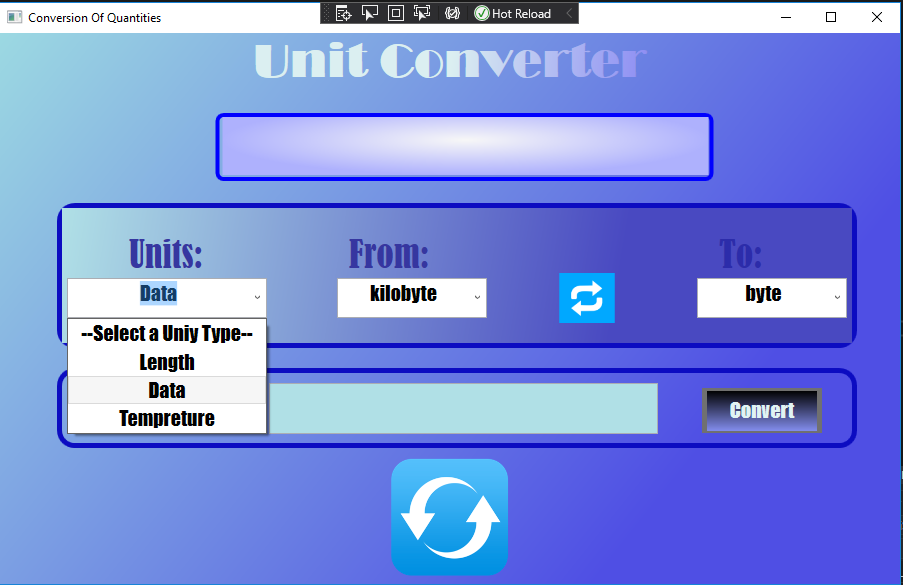 Conversion Of Quantities
Hot Reload
Unit Converter
Units: From: To:
Data kilobyte byte
--Select a Uniy Type--
Length
Data
Tempreture
Convert